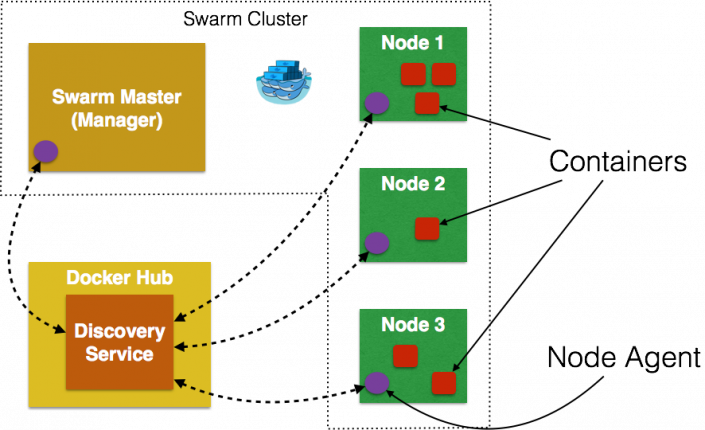 Swarm Cluster
Swarm Master
(Manager)
Node 1
Containers
Node 2
Docker Hub
Discovery
Service
Node 3
Node Agent